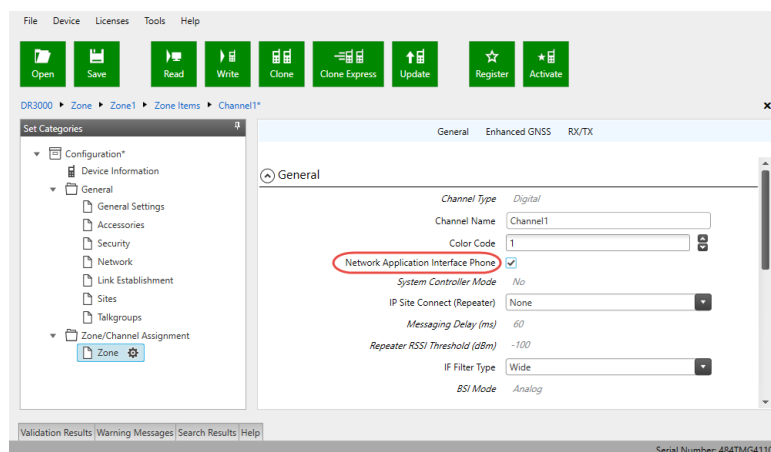 File Device Licenses Tools Help
Open Save Read Write Clone Clone Express Update Register Activate
DR3000 Zone Zone1 Zone Items Channel1*
Set Categories
Configuration*
Device Information
General
General Settings
Accessories
Security
Network
Link Establishment
Sites
Talkgroups
Zone/Channel Assignment
Zone
General Enhanced GNSS RX/TX
General
Channel Type Digital
Channel Name Channel1
Color Code 1
Network Application Interface Phone
System Controller Mode No
IP Site Connect (Repeater) None
Messaging Delay (ms) 60
Repeater RSSI Threshold (dBm) -100
IF Filter Type Wide
BSI Mode Analog
Validation Results Warning Messages Search Results Help
Serial Number: 484TMG4110